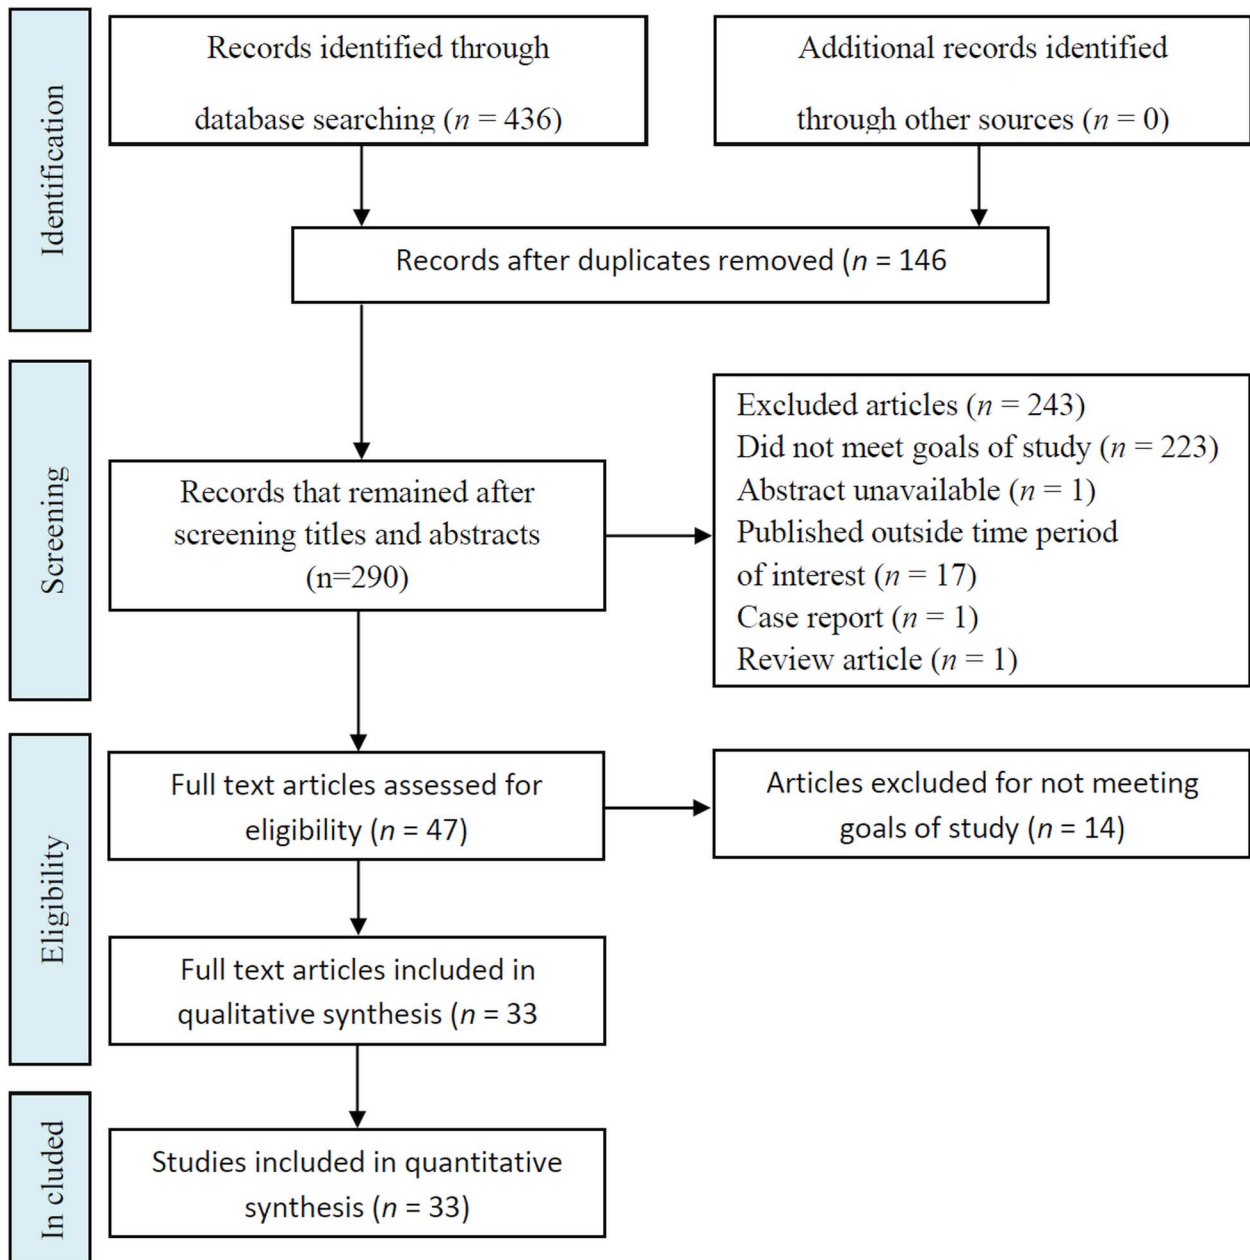 Identification
Records identified through
database searching (n = 436)
Additional records identified
through other sources (n = 0)
Records after duplicates removed (n = 146
Screening
Records that remained after
screening titles and abstracts
(n=290)
Excluded articles (n = 243)
Did not meet goals of study (n = 223)
Abstract unavailable (n = 1)
Published outside time period
of interest (n = 17)
Case report (n = 1)
Review article (n = 1)
Eligibility
Full text articles assessed for
eligibility (n = 47)
Articles excluded for not meeting
goals of study (n = 14)
Full text articles included in
qualitative synthesis (n = 33
In cluded
Studies included in quantitative
synthesis (n = 33)